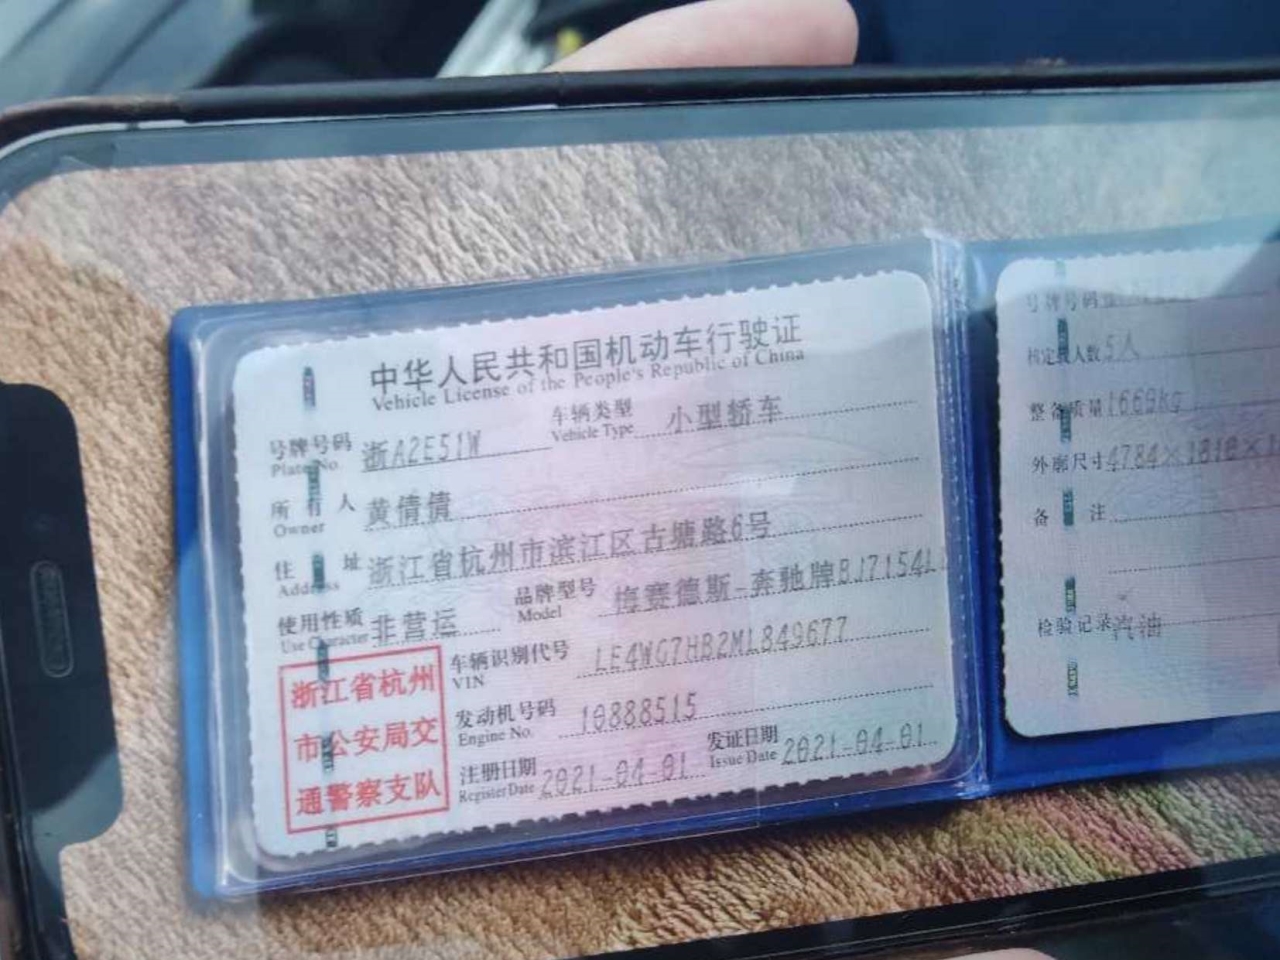 中华人民共和国机动车行驶证
Vehicle License of the People's Republic of China
号牌号码 浙A2E51W 车辆类型 小型轿车
Plate No Vehicle Type
所有人 黄倩倩
Owner
住址 浙江省杭州市滨江区古塘路6号
Address
使用性质 非营运 品牌型号 梅赛德斯-奔驰牌BJ7154L
Use Character Model
浙江省杭州
市公安局交
通警察支队
车辆识别代号 LE4WG7HB2ML849677
VIN
发动机号码 10888515
Engine No.
注册日期 2021-04-01 发证日期 2021-04-01
Register Date Issue Date
号牌号码
核定载人数 5人
整备质量 1669kg
外廓尺寸 4784×1810×1
备注
检验记录 汽油